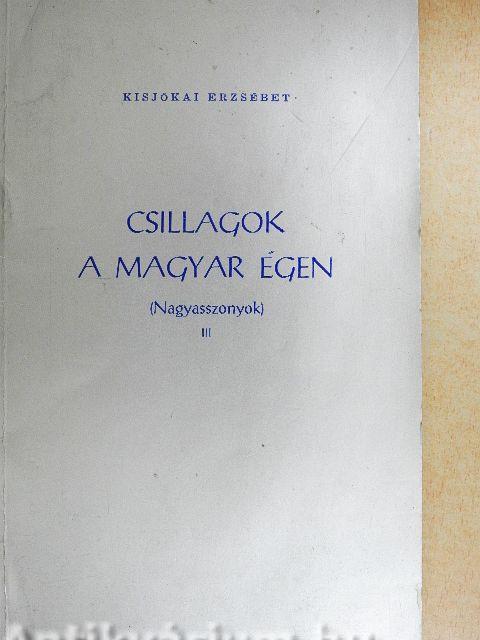 KISJÓKAI ERZSÉBET
CSILLAGOK
A MAGYAR ÉGEN
(Nagyasszonyok)
III